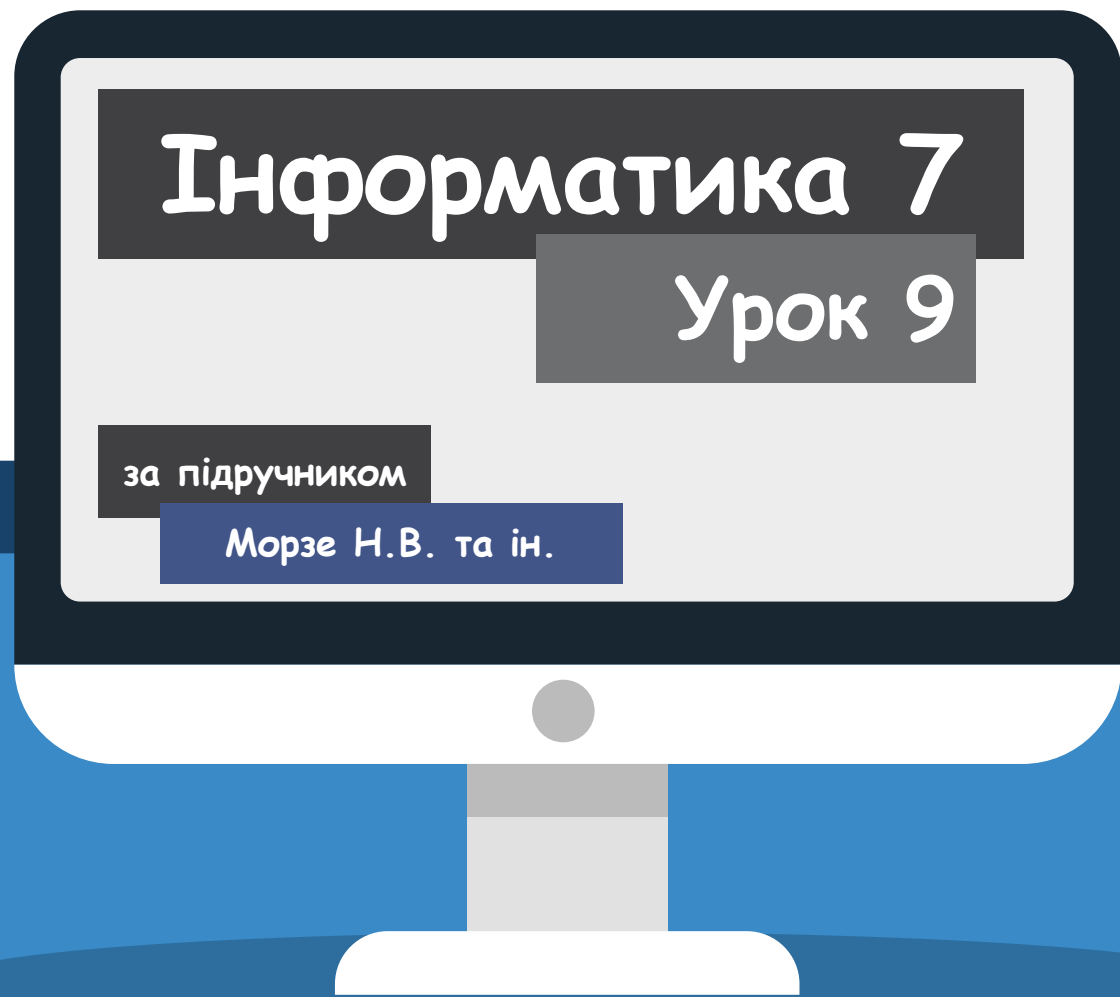 Інформатика 7
Урок 9
за підручником
Морзе Н.В. та ін.